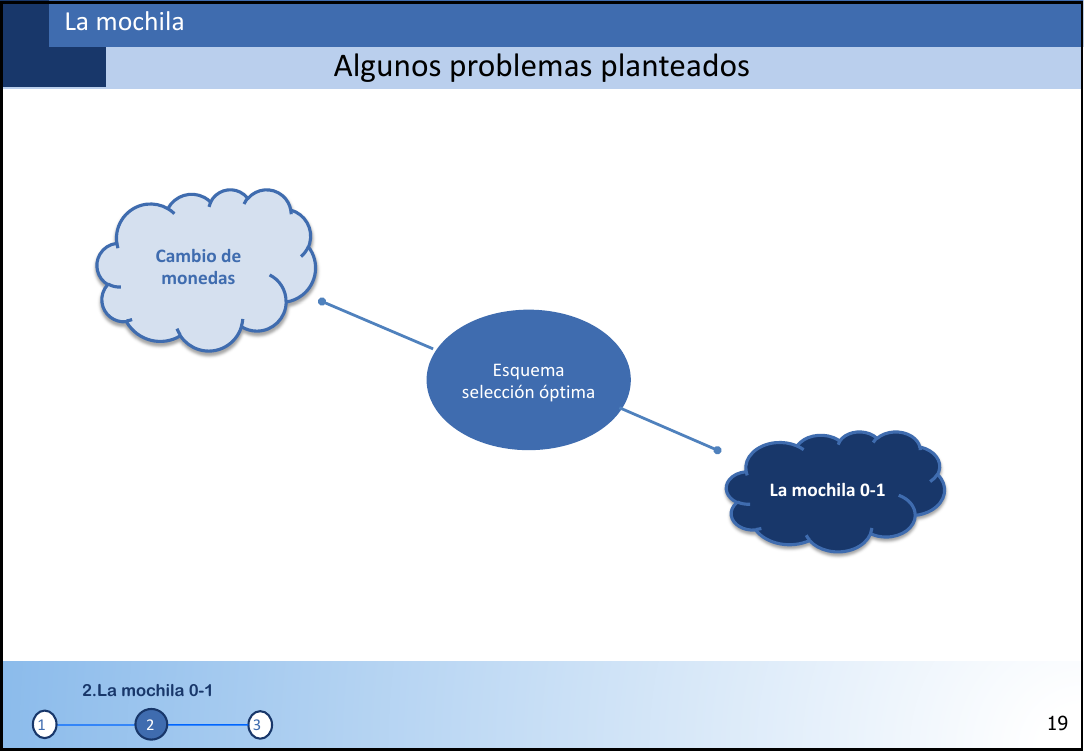 La mochila
Algunos problemas planteados
Cambio de
monedas
Esquema
selección óptima
La mochila 0-1
2.La mochila 0-1
1 2 3
19